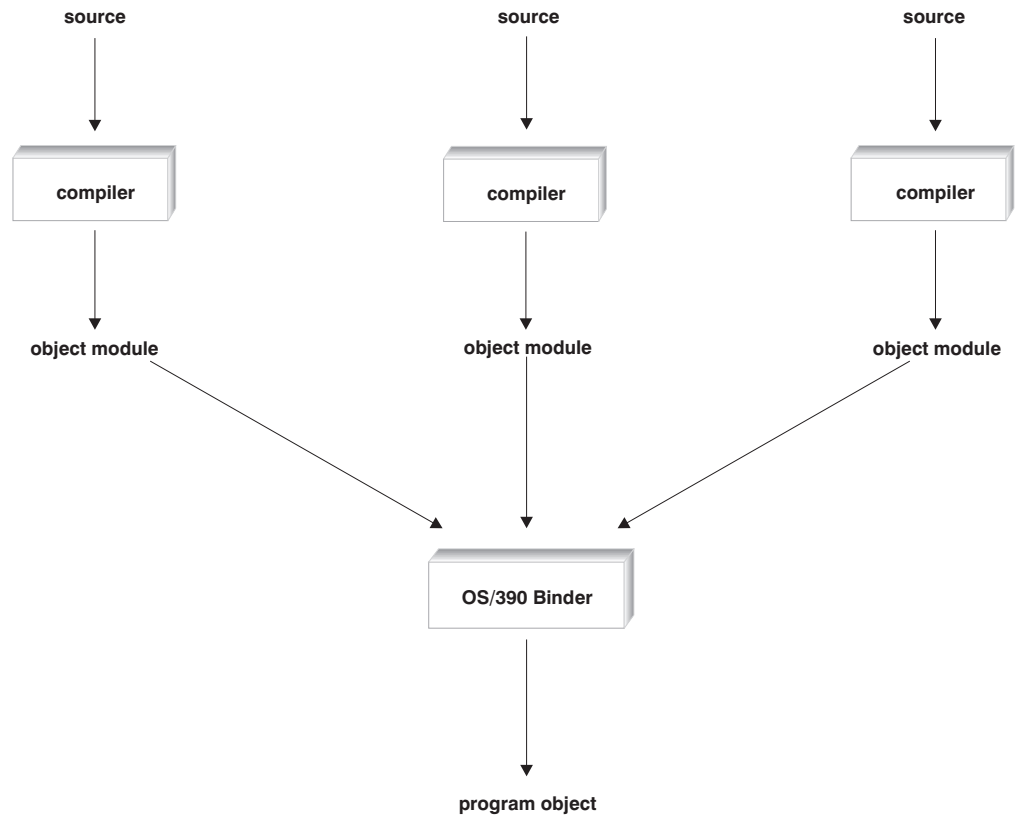 source
source
source
compiler
compiler
compiler
object module
object module
object module
OS/390 Binder
program object